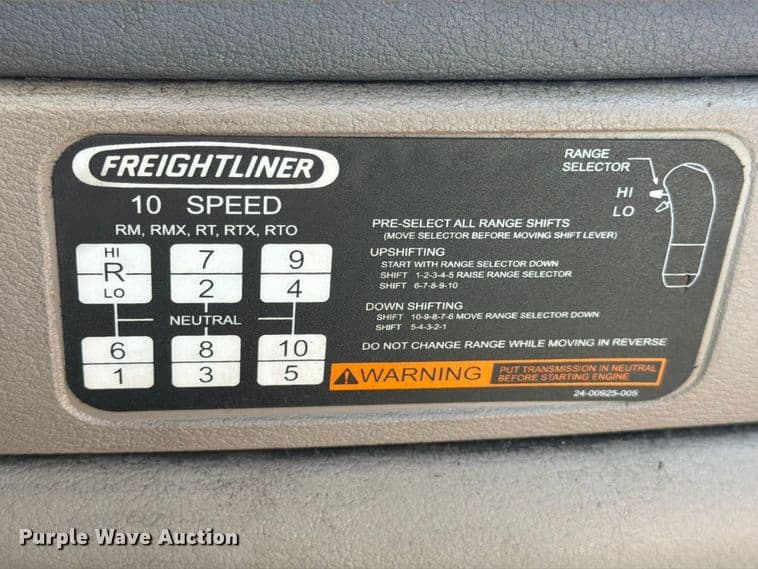 FREIGHTLINER
10 SPEED
RM, RMX, RT, RTX, RTO
HI
R
LO
7
2
9
4
NEUTRAL
6
1
8
3
10
5
RANGE
SELECTOR
HI
LO
PRE-SELECT ALL RANGE SHIFTS
(MOVE SELECTOR BEFORE MOVING SHIFT LEVER)
UPSHIFTING
START WITH RANGE SELECTOR DOWN
SHIFT 1-2-3-4-5 RAISE RANGE SELECTOR
SHIFT 6-7-8-9-10
DOWN SHIFTING
SHIFT 10-9-8-7-6 MOVE RANGE SELECTOR DOWN
SHIFT 5-4-3-2-1
DO NOT CHANGE RANGE WHILE MOVING IN REVERSE
WARNING
PUT TRANSMISSION IN NEUTRAL
BEFORE STARTING ENGINE
24-00925-005
Purple Wave Auction